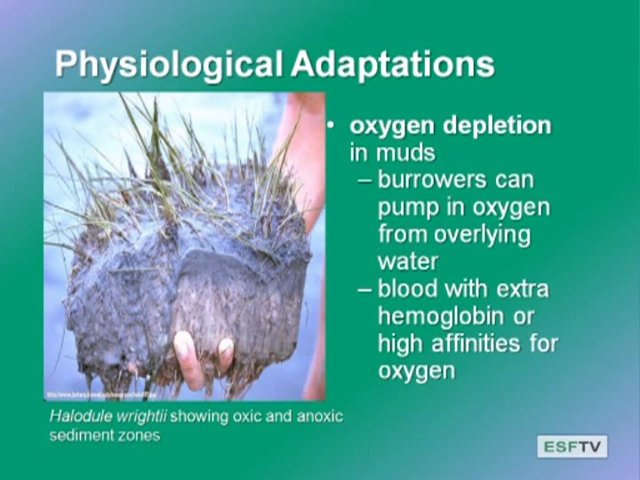 Physiological Adaptations
• oxygen depletion
in muds
– burrowers can
pump in oxygen
from overlying
water
– blood with extra
hemoglobin or
high affinities for
oxygen
Halodule wrightii showing oxic and anoxic
sediment zones
ESFTV